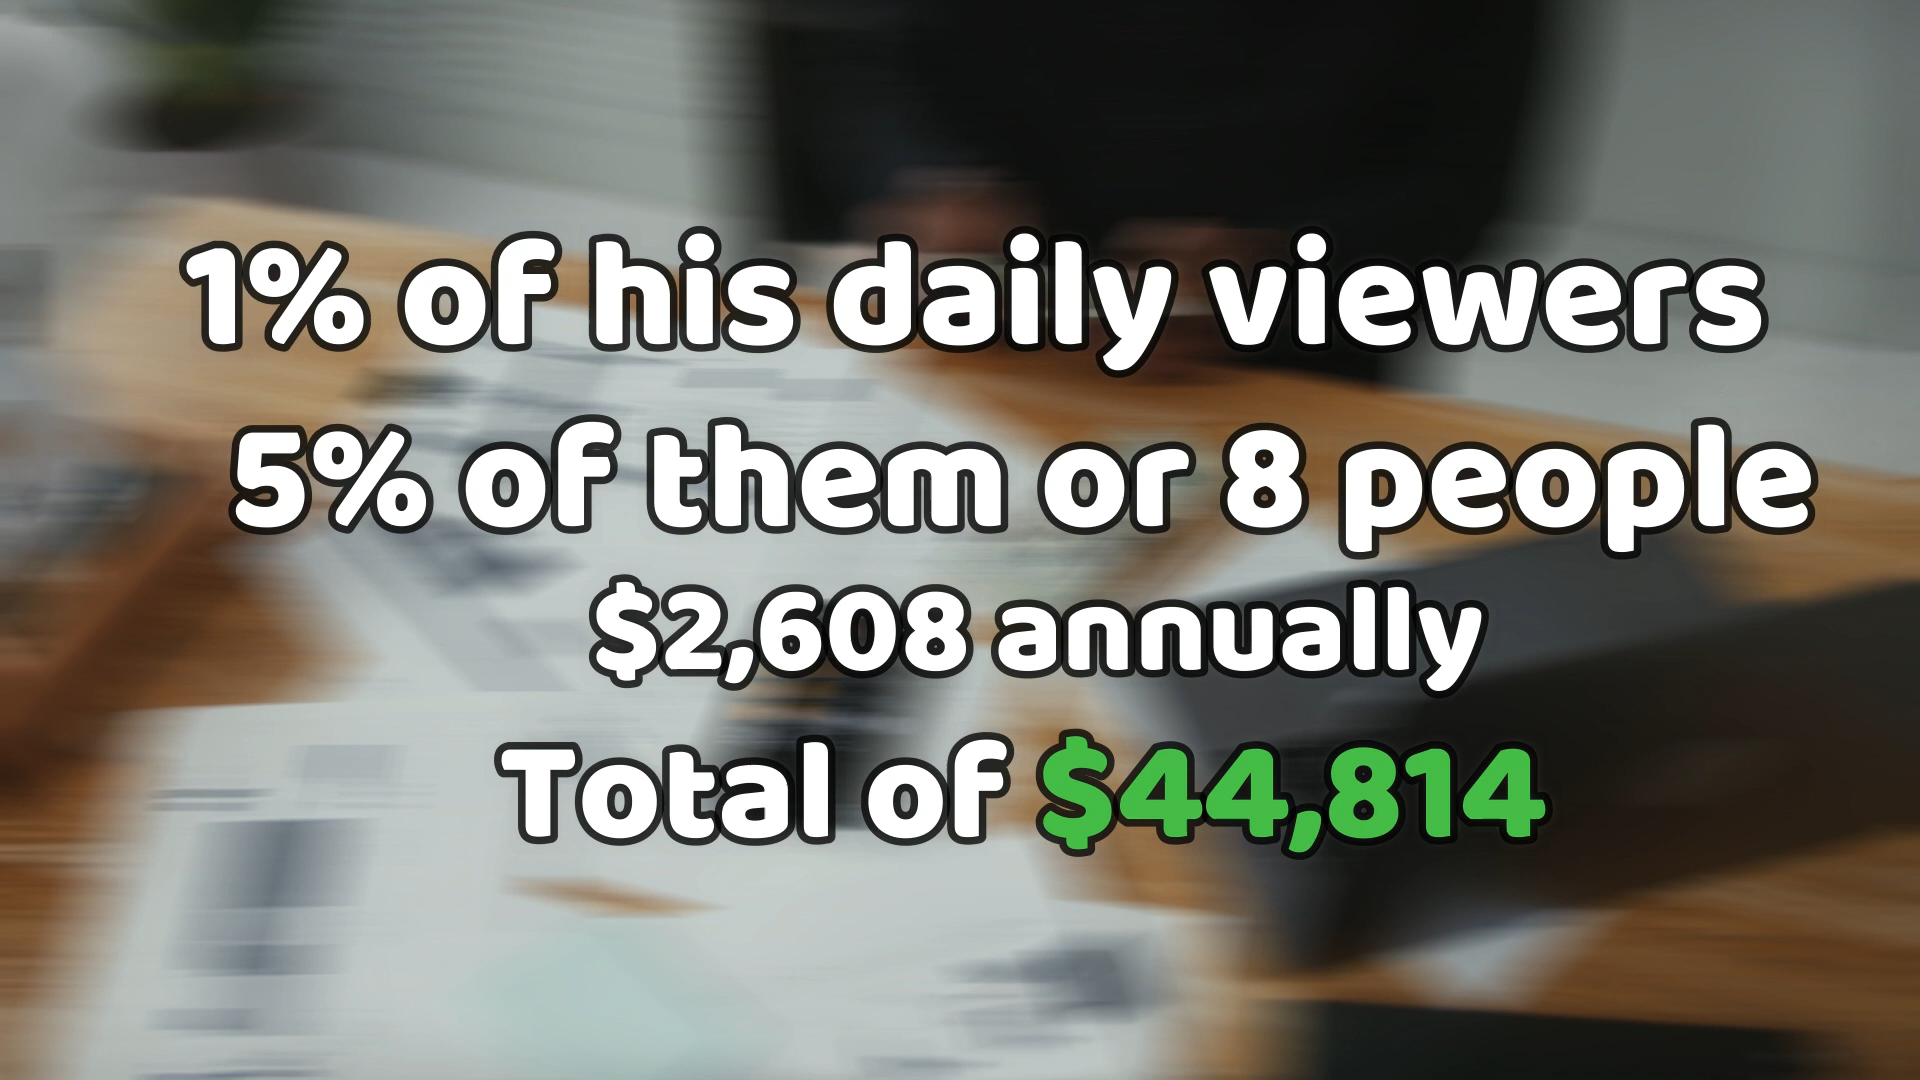 1% of his daily viewers
5% of them or 8 people
$2,608 annually
Total of $44,814